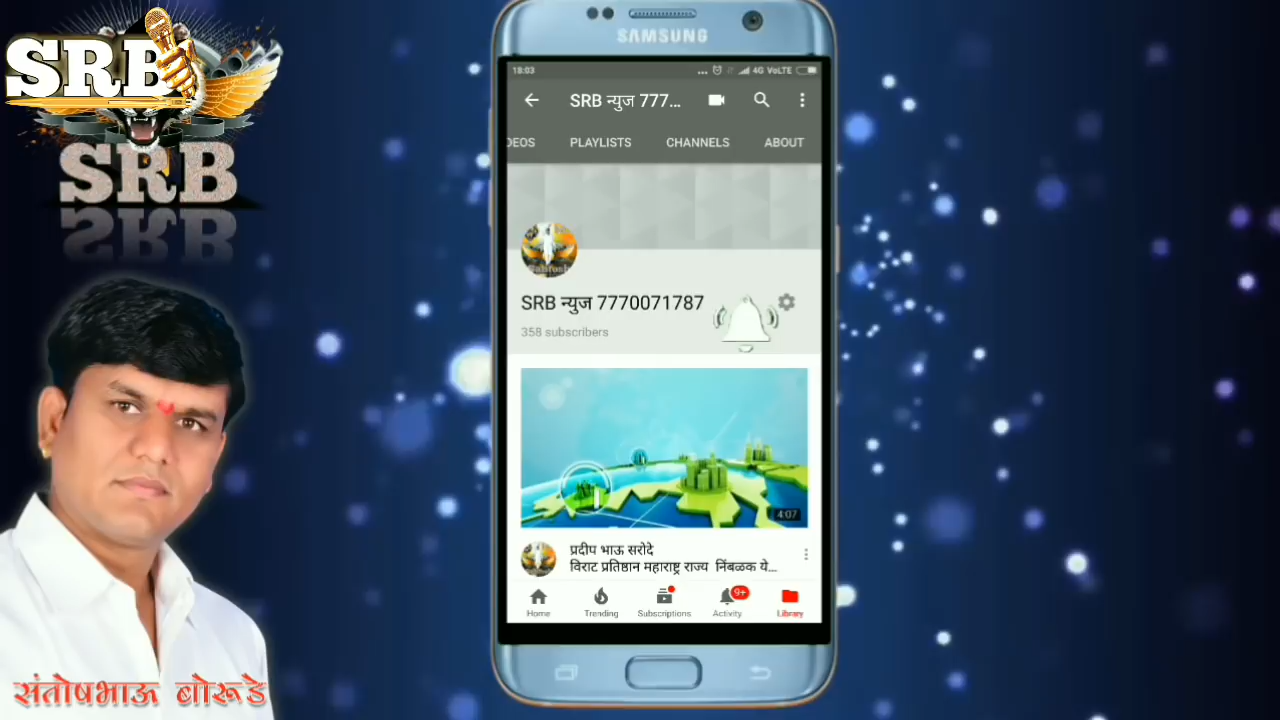 SRB
SRB
SAMSUNG
18:03
4G VoLTE
SRB न्युज 777...
DEOS PLAYLISTS CHANNELS ABOUT
SRB न्युज 7770071787
358 subscribers
4:07
प्रदीप भाऊ सरोदे
विराट प्रतिष्ठान महाराष्ट्र राज्य निंबळक ये...
9+
Home Trending Subscriptions Activity Library
संतोषभाऊ बोरूडे